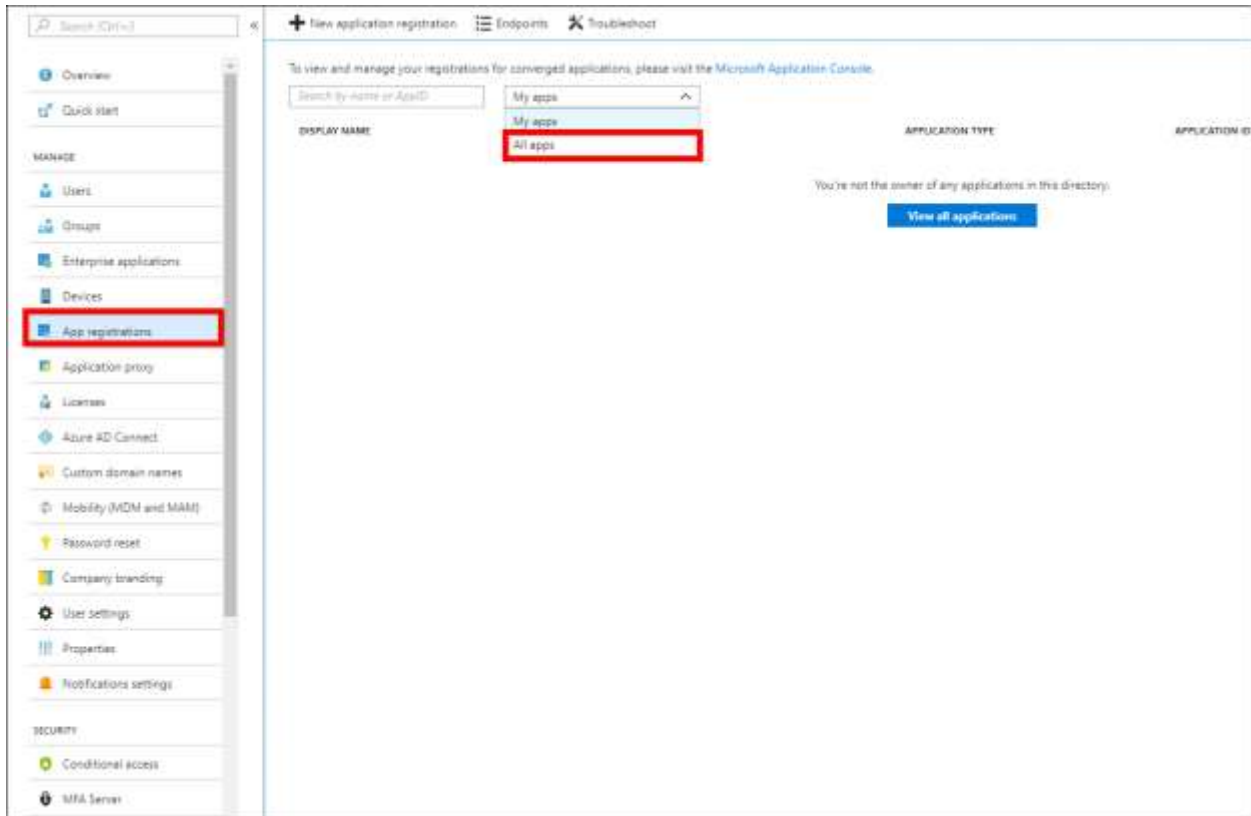 Search (Ctrl+/)
Overview
Quick start
MANAGE
Users
Groups
Enterprise applications
Devices
App registrations
Application proxy
Licenses
Azure AD Connect
Custom domain names
Mobility (MDM and MAM)
Password reset
Company branding
User settings
Properties
Notifications settings
SECURITY
Conditional access
MFA Server
New application registration Endpoints Troubleshoot
To view and manage your registrations for converged applications, please visit the Microsoft Application Console.
Search by name or AppID My apps
My apps
All apps
DISPLAY NAME APPLICATION TYPE APPLICATION ID
You're not the owner of any applications in this directory.
View all applications